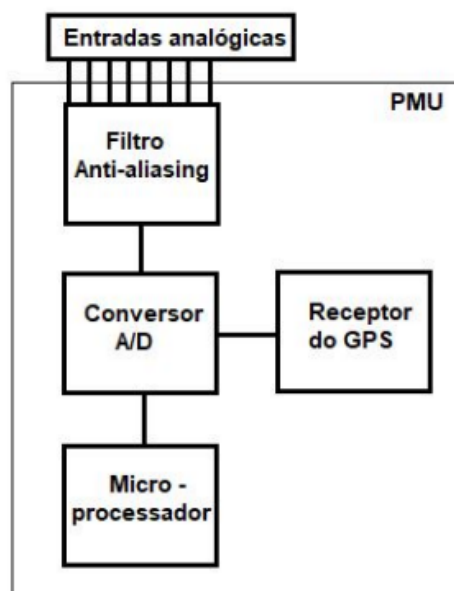 Entradas analógicas
PMU
Filtro
Anti-aliasing
Conversor
A/D
Receptor
do GPS
Micro -
processador